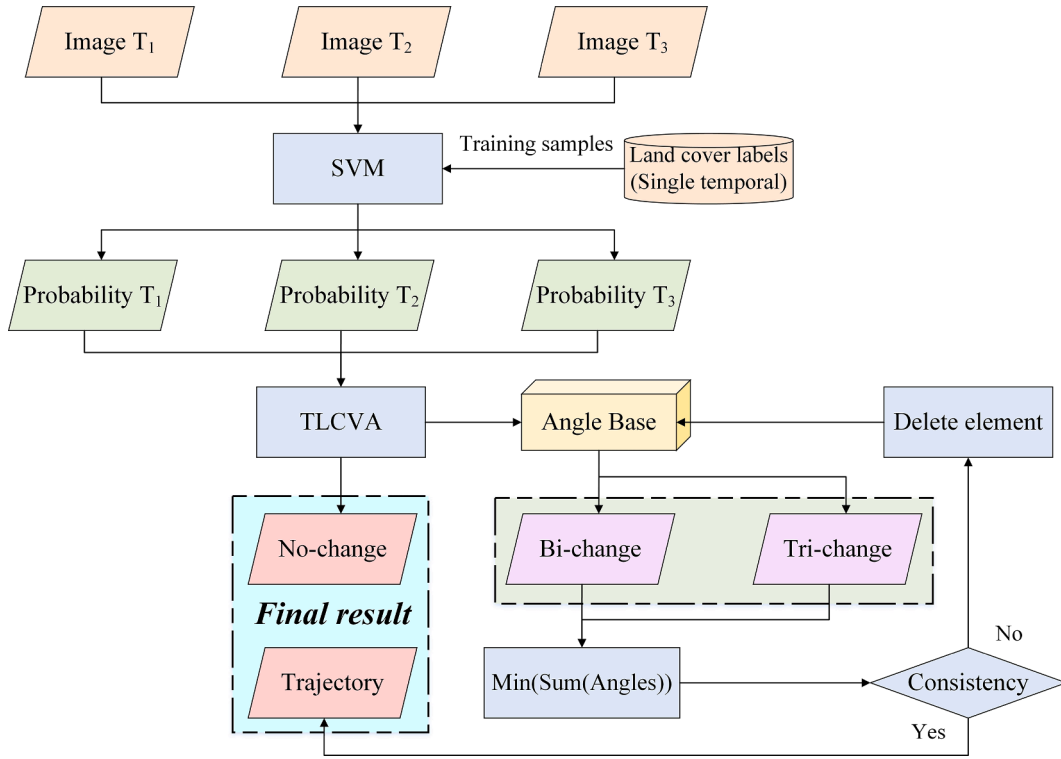 Image T₁
Image T₂
Image T₃
Training samples
SVM
Land cover labels
(Single temporal)
Probability T₁
Probability T₂
Probability T₃
TLCVA
Angle Base
Delete element
No-change
Bi-change
Tri-change
Final result
No
Trajectory
Min(Sum(Angles))
Consistency
Yes